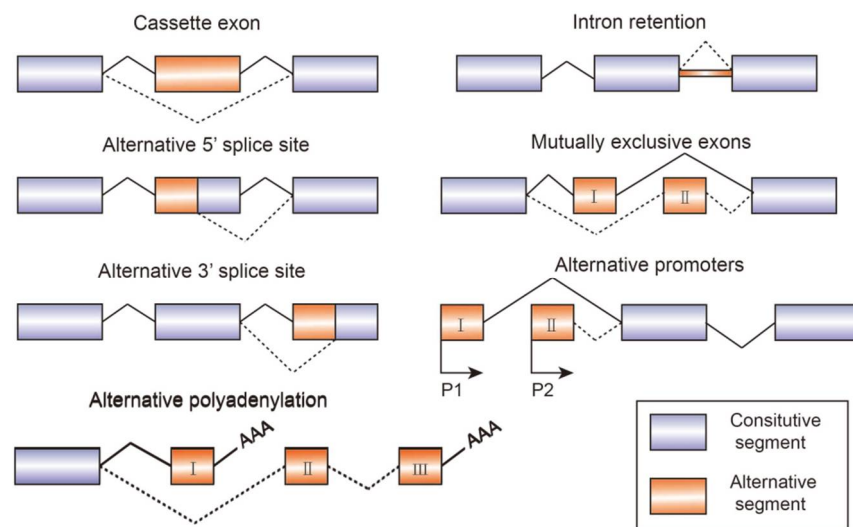 Cassette exon
Intron retention
Alternative 5' splice site
Mutually exclusive exons
I
II
Alternative 3' splice site
Alternative promoters
I
II
P1
P2
Alternative polyadenylation
AAA
AAA
I
II
III
Consitutive
segment
Alternative
segment